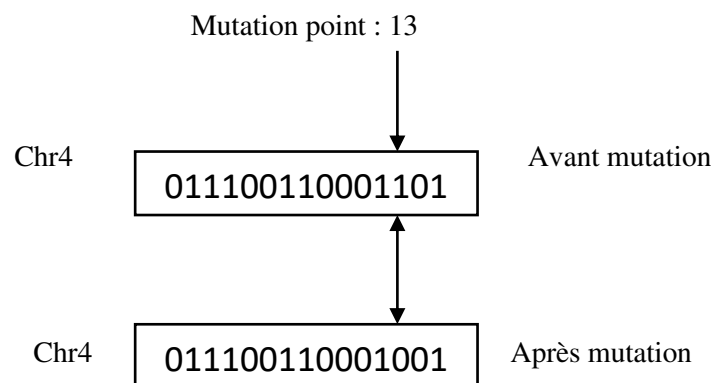 Mutation point : 13
Chr4 011100110001101 Avant mutation
Chr4 011100110001001 Après mutation